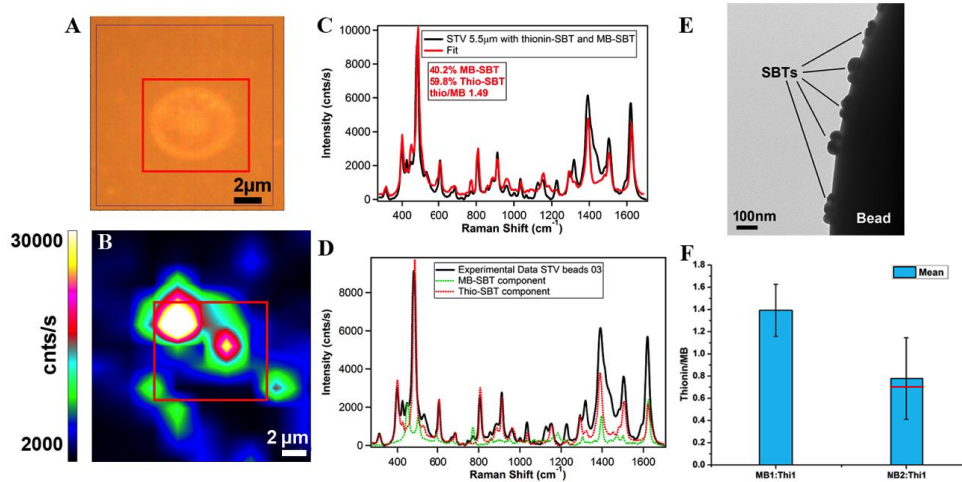 A
2µm
B
30000
cnts/s
2000
2 µm
C
STV 5.5µm with thionin-SBT and MB-SBT
Fit
40.2% MB-SBT
59.8% Thio-SBT
thio/MB 1.49
Intensity (cnts/s)
10000
8000
6000
4000
2000
0
400 600 800 1000 1200 1400 1600
Raman Shift (cm⁻¹)
D
Experimental Data STV beads 03
MB-SBT component
Thio-SBT component
Intensity (cnts/s)
8000
6000
4000
2000
0
400 600 800 1000 1200 1400 1600
Raman Shift (cm⁻¹)
E
SBTs
100nm
Bead
F
Mean
Thionin/MB
1.8
1.6
1.4
1.2
1.0
0.8
0.6
0.4
0.2
0.0
MB1:Thi1 MB2:Thi1